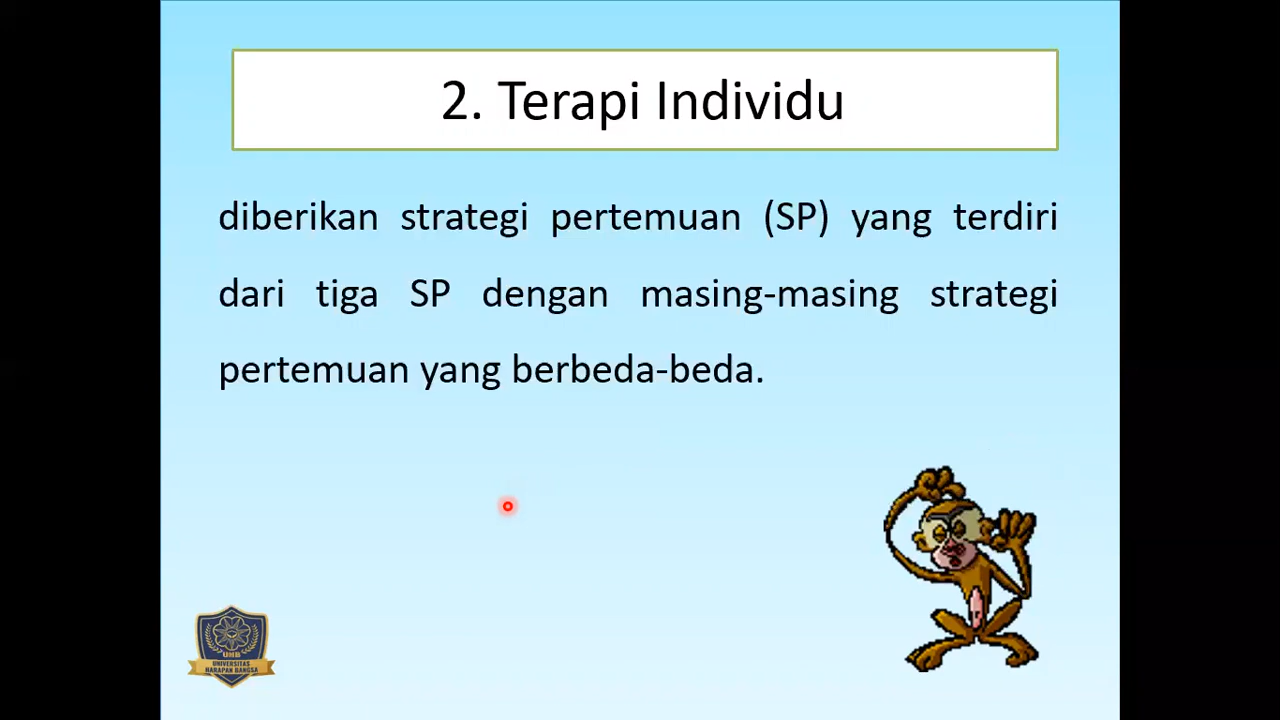 2. Terapi Individu
diberikan strategi pertemuan (SP) yang terdiri
dari tiga SP dengan masing-masing strategi
pertemuan yang berbeda-beda.
UHB
UNIVERSITAS
HARAPAN BANGSA